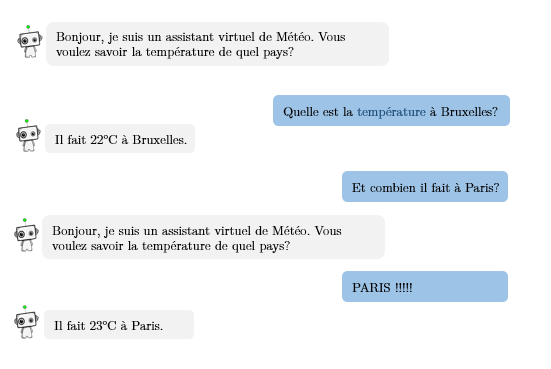 Bonjour, je suis un assistant virtuel de Météo. Vous
voulez savoir la température de quel pays?
Quelle est la température à Bruxelles?
Il fait 22°C à Bruxelles.
Et combien il fait à Paris?
Bonjour, je suis un assistant virtuel de Météo. Vous
voulez savoir la température de quel pays?
PARIS !!!!!
Il fait 23°C à Paris.